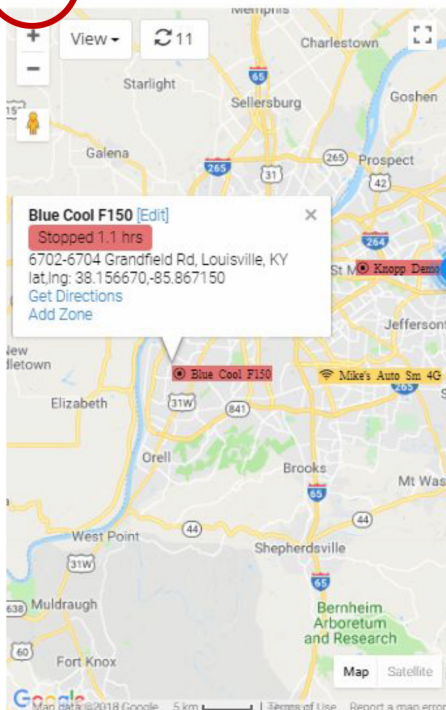 Memphis
+
View
11
Charlestown
−
Starlight
65
Sellersburg
Goshen
Galena
265
31
265
Prospect
42
Blue Cool F150 [Edit]
×
Stopped 1.1 hrs
6702-6704 Grandfield Rd, Louisville, KY
lat,lng: 38.156670,-85.867150
Get Directions
Add Zone
264
St M
Knopp Demo
Jefferson
New
dletown
Blue Cool F150
Mike's Auto Sm 4G
265
Elizabeth
31W
841
Orell
Brooks
65
Mt Was
44
44
West Point
Shepherdsville
31W
65
638
Muldraugh
Bernheim
Arboretum
and Research
60
Fort Knox
Map
Satellite
Google
Map data ©2018 Google
5 km
Terms of Use
Report a map error